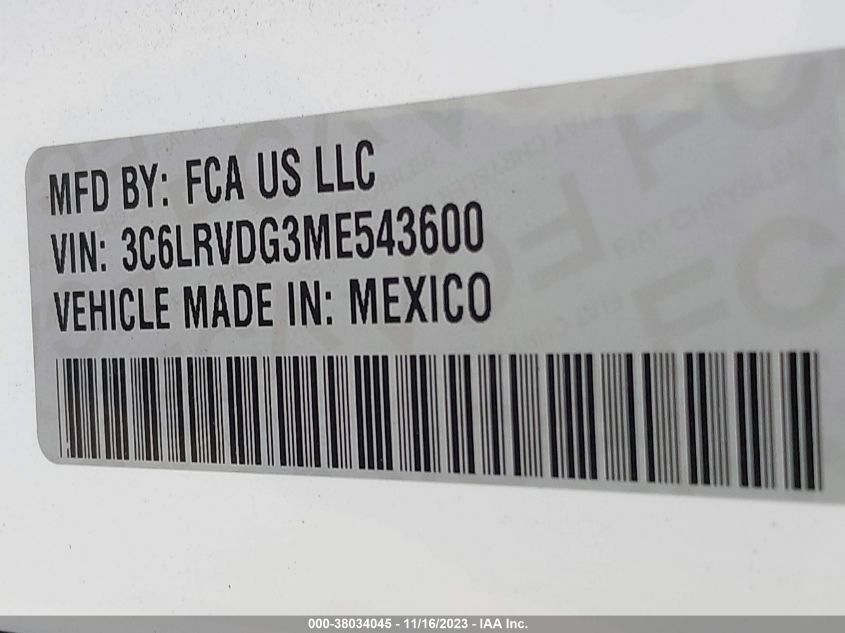 MFD BY: FCA US LLC
VIN: 3C6LRVDG3ME543600
VEHICLE MADE IN: MEXICO
000-38034045 - 11/16/2023 - IAA Inc.